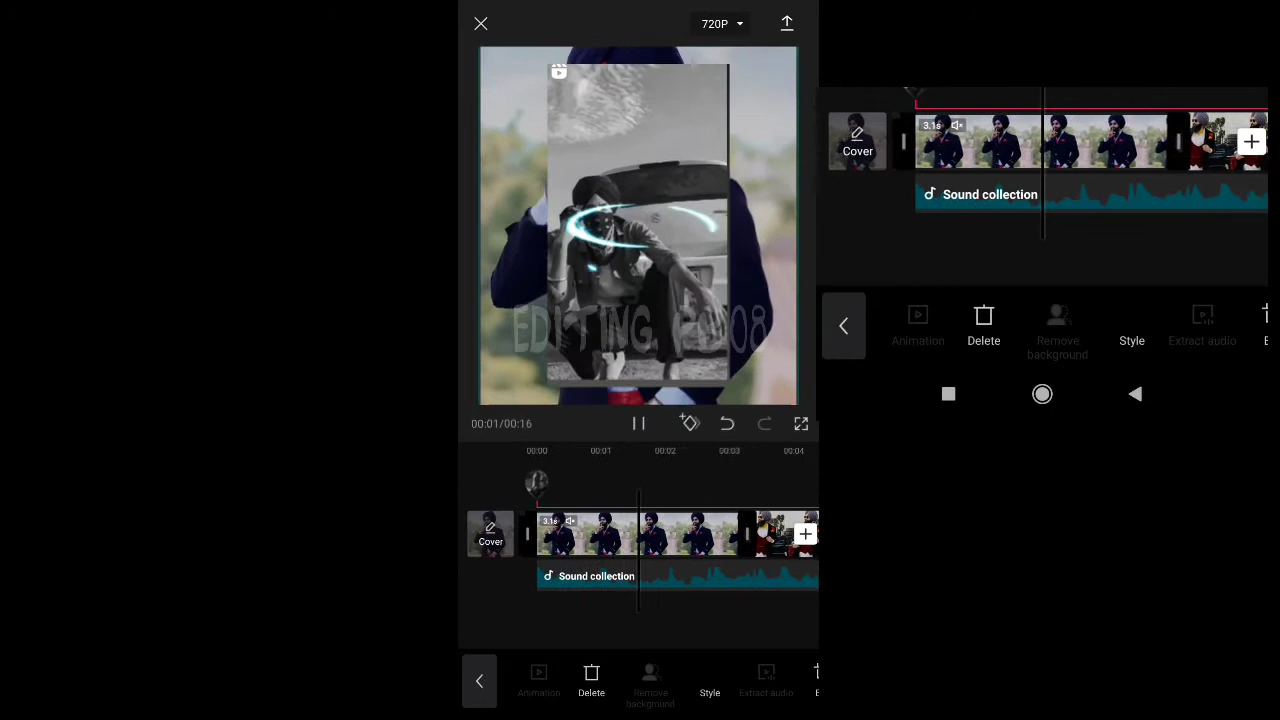 720P
EDITING
08
00:01/00:16
00:00
00:01
00:02
00:03
00:04
3.1s
Cover
Sound collection
Animation
Delete
Remove
background
Style
Extract audio
3.1s
Cover
Sound collection
Animation
Delete
Remove
background
Style
Extract audio